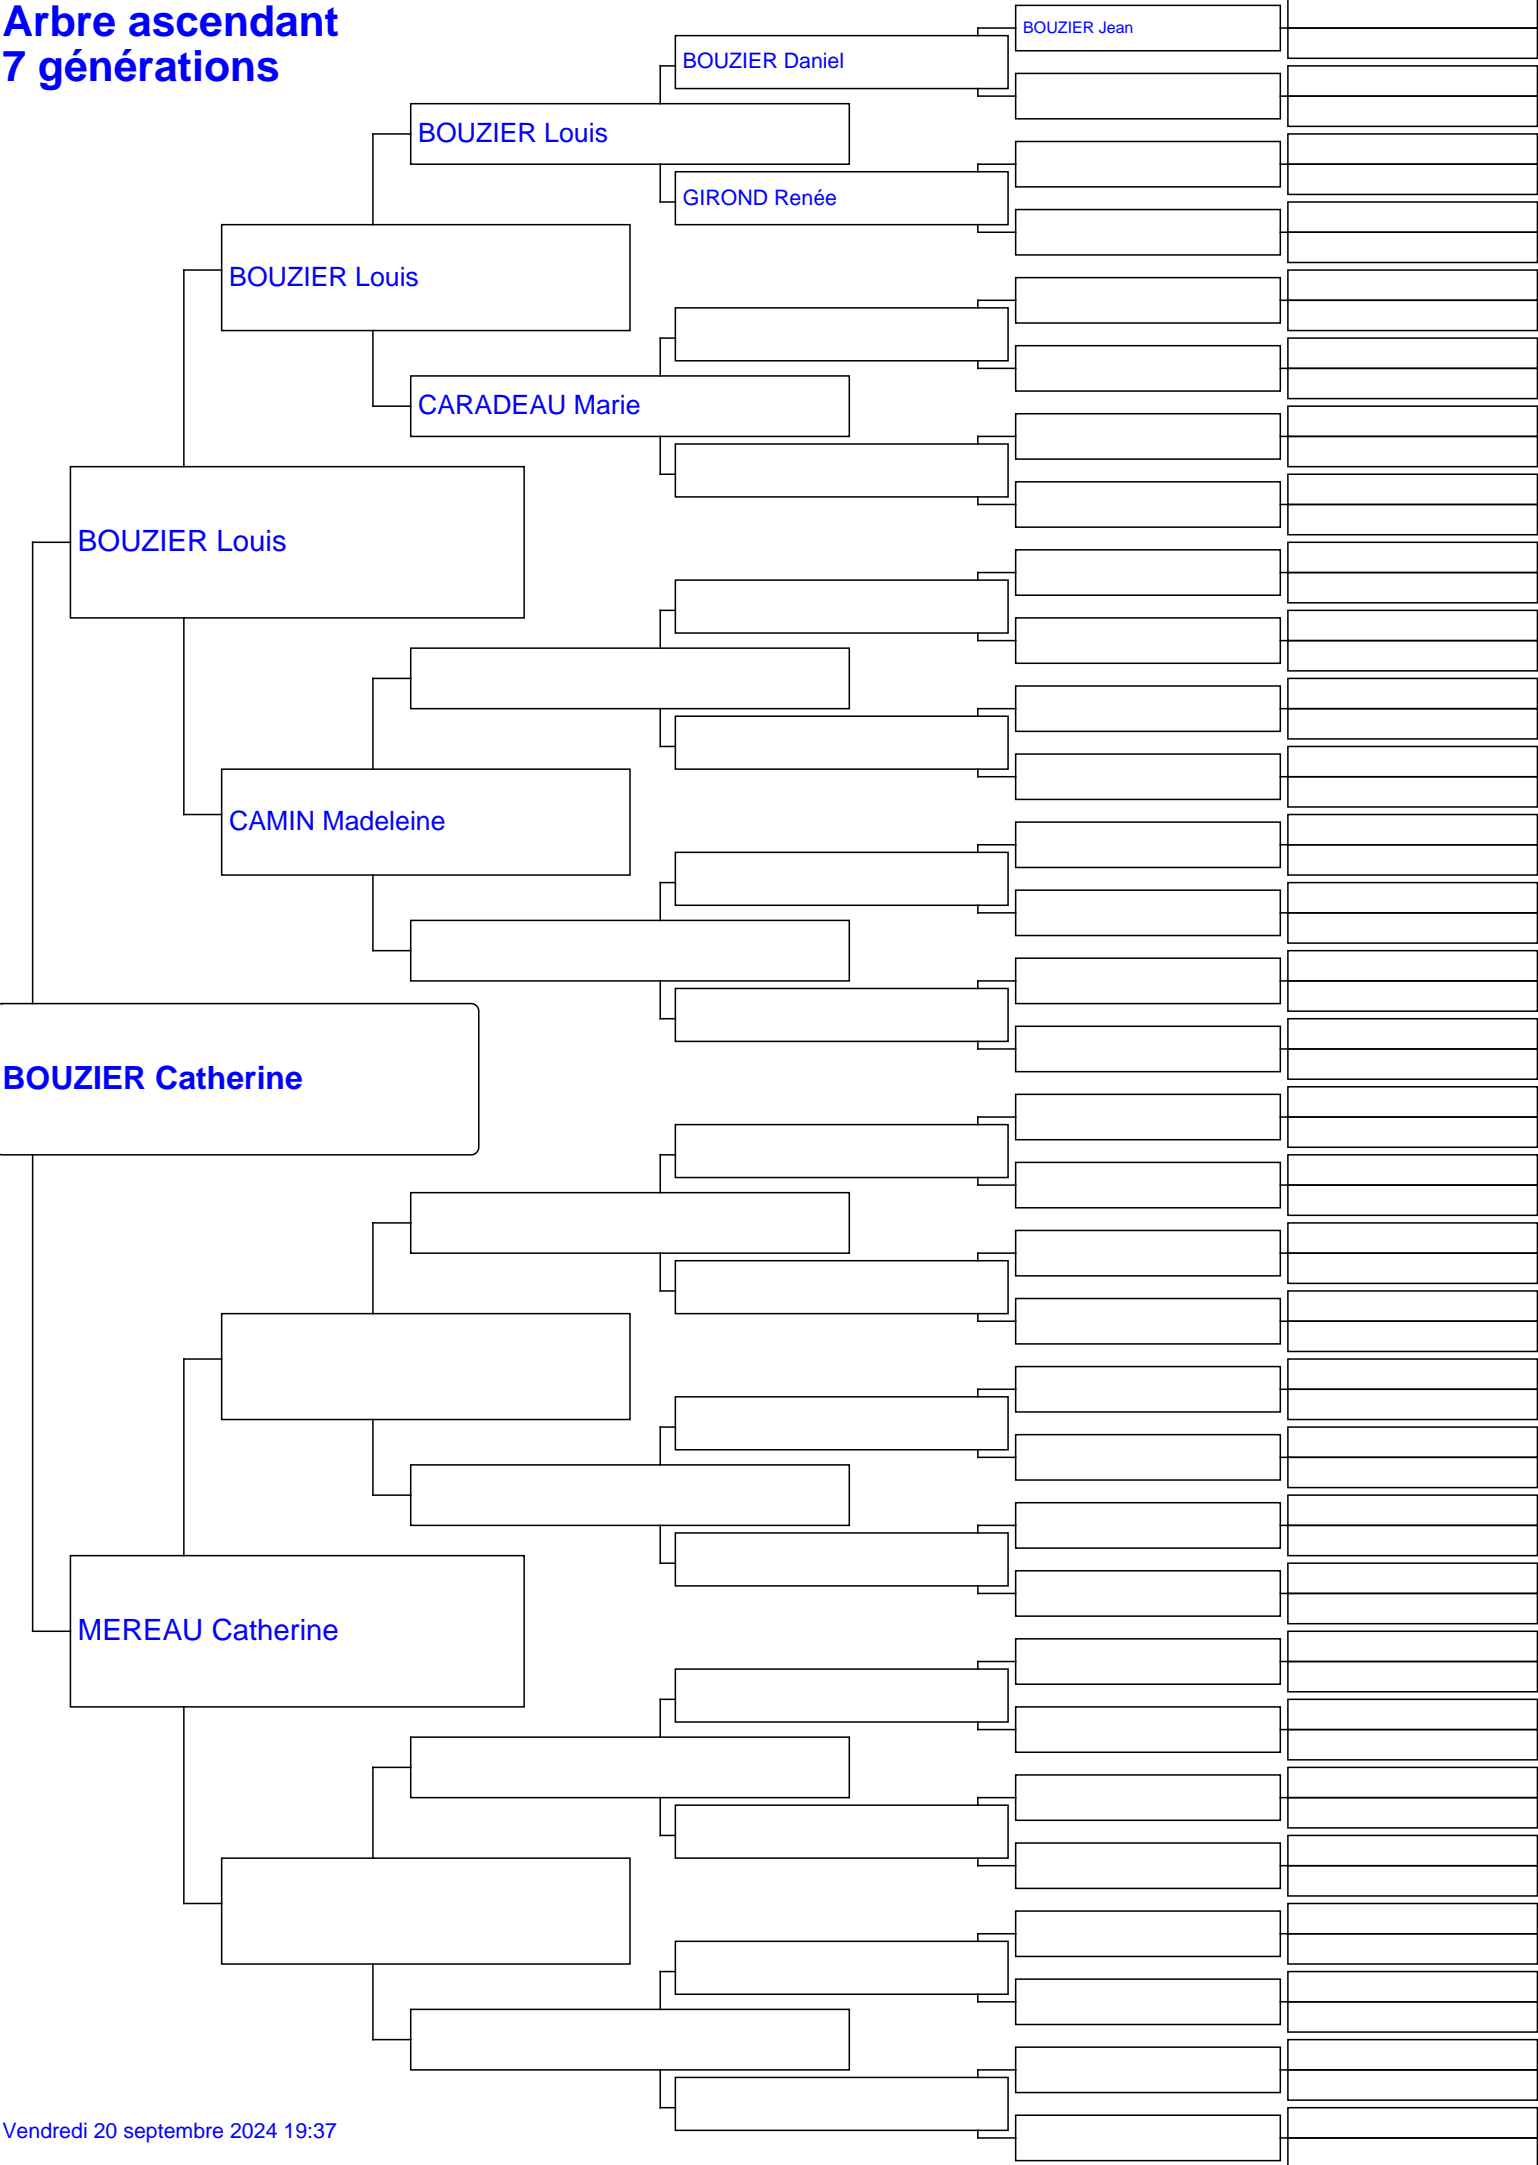 Arbre ascendant
7 générations
BOUZIER Jean
BOUZIER Daniel
BOUZIER Louis
GIROND Renée
BOUZIER Louis
CARADEAU Marie
BOUZIER Louis
CAMIN Madeleine
BOUZIER Catherine
MEREAU Catherine
Vendredi 20 septembre 2024 19:37